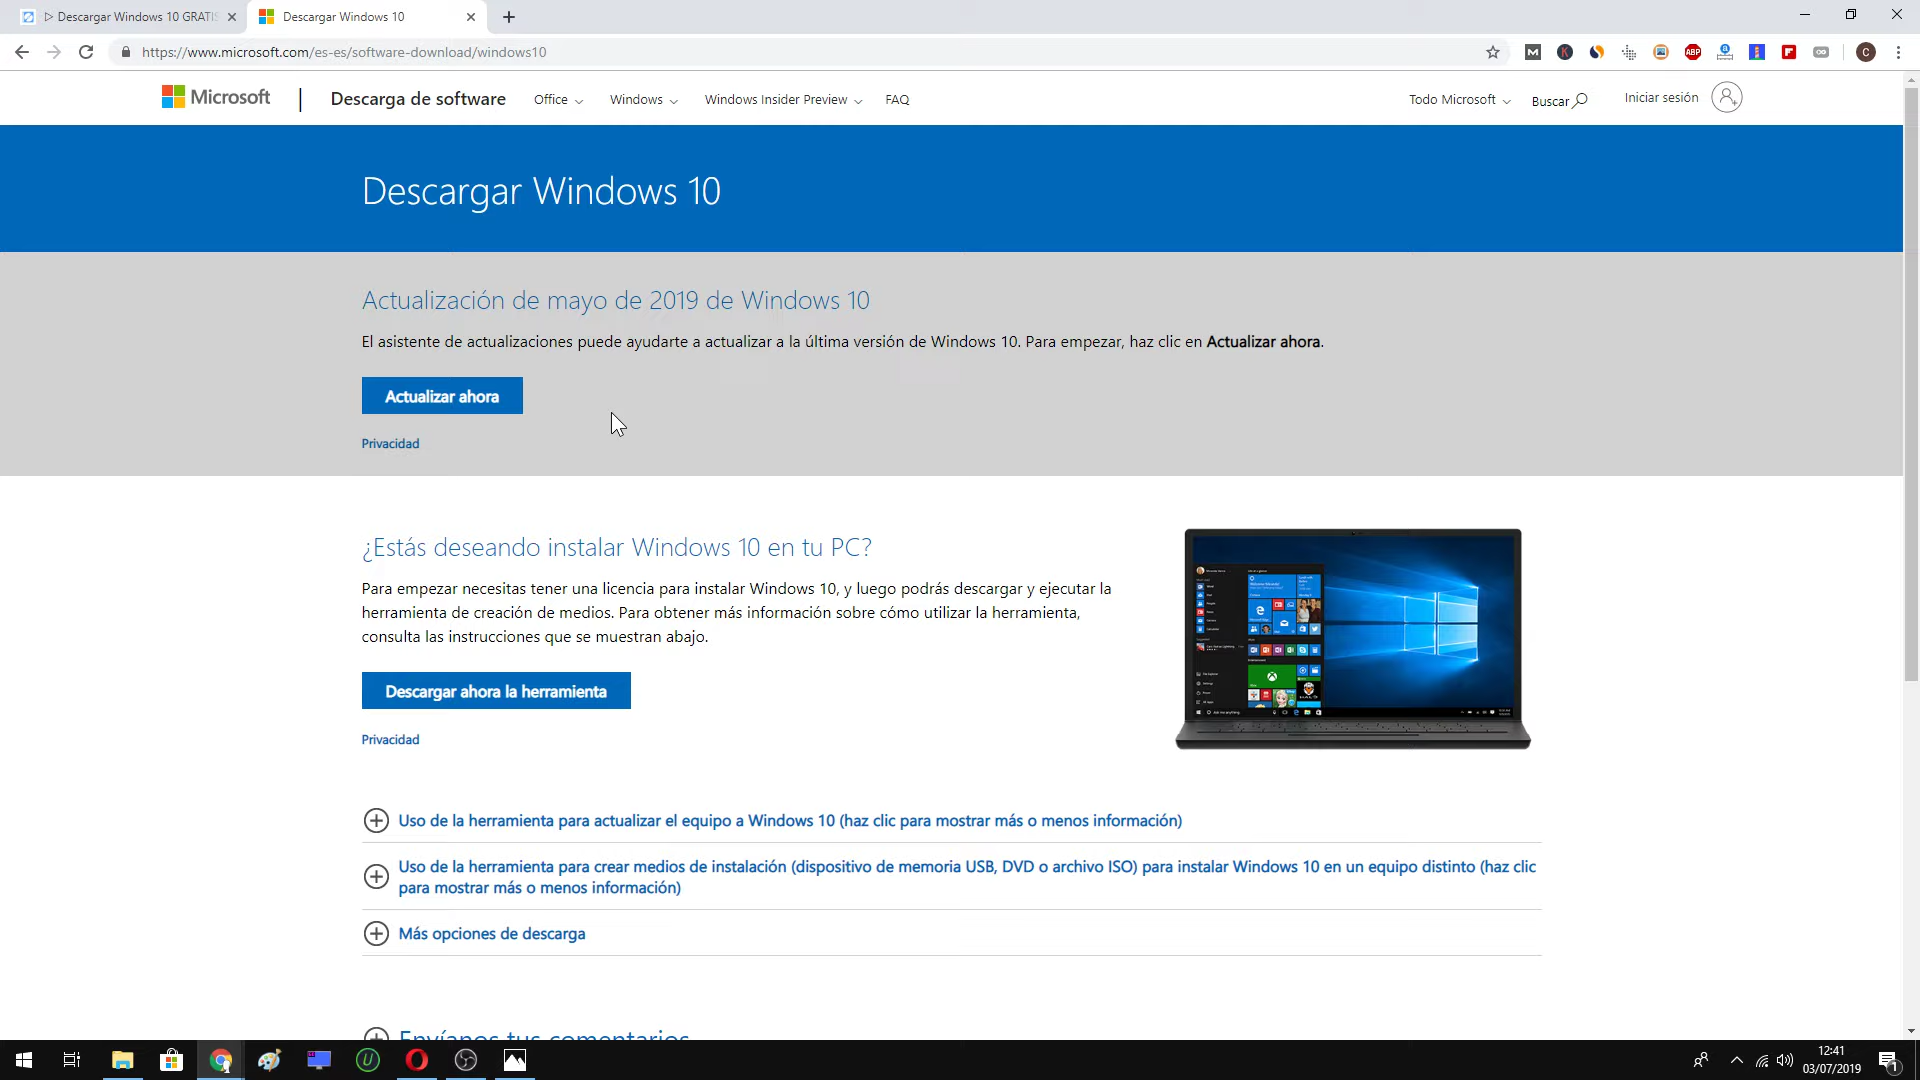 ▷ Descargar Windows 10 GRATIS
Descargar Windows 10
https://www.microsoft.com/es-es/software-download/windows10
ABP
C
Microsoft
Descarga de software
Office
Windows
Windows Insider Preview
FAQ
Todo Microsoft
Buscar
Iniciar sesión
Descargar Windows 10
Actualización de mayo de 2019 de Windows 10
El asistente de actualizaciones puede ayudarte a actualizar a la última versión de Windows 10. Para empezar, haz clic en Actualizar ahora.
Actualizar ahora
Privacidad
¿Estás deseando instalar Windows 10 en tu PC?
Para empezar necesitas tener una licencia para instalar Windows 10, y luego podrás descargar y ejecutar la
herramienta de creación de medios. Para obtener más información sobre cómo utilizar la herramienta,
consulta las instrucciones que se muestran abajo.
Descargar ahora la herramienta
Privacidad
Uso de la herramienta para actualizar el equipo a Windows 10 (haz clic para mostrar más o menos información)
Uso de la herramienta para crear medios de instalación (dispositivo de memoria USB, DVD o archivo ISO) para instalar Windows 10 en un equipo distinto (haz clic
para mostrar más o menos información)
Más opciones de descarga
Envíanos tus comentarios
12:41
03/07/2019
1